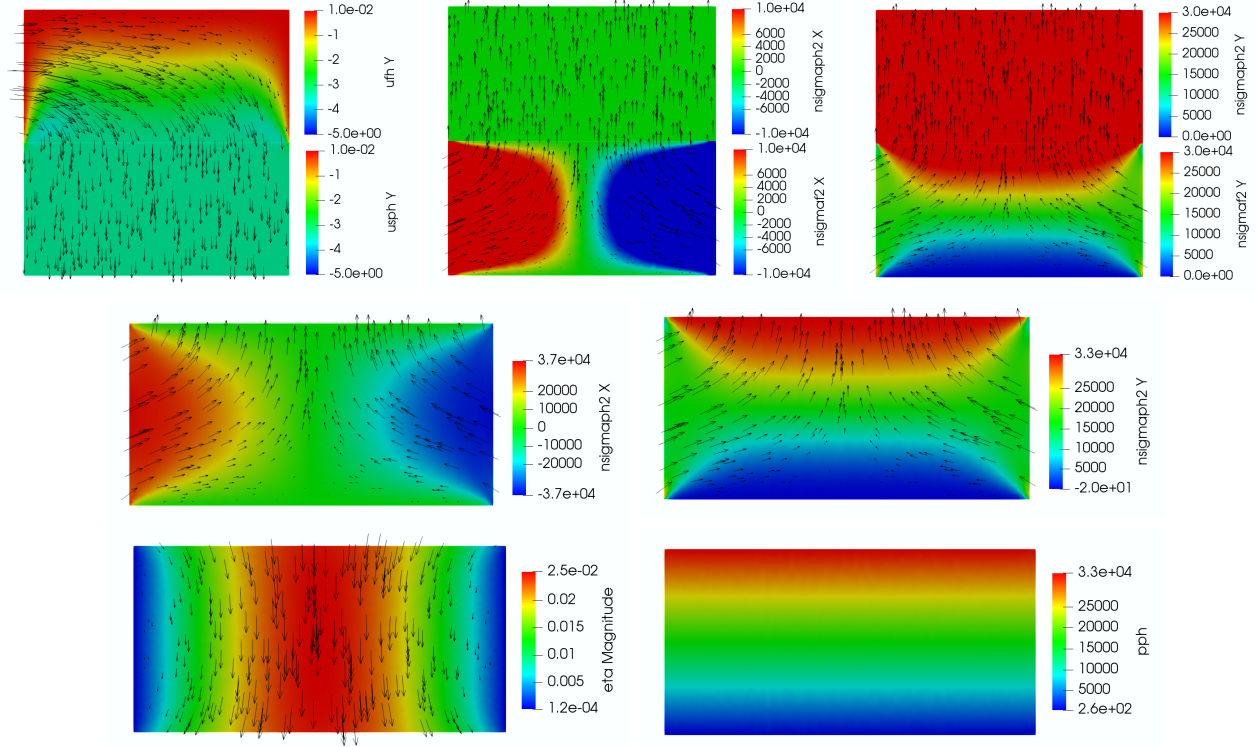 1.0e-02
-1
-2
-3
-4
-5.0e+00
ufh Y
1.0e-02
-1
-2
-3
-4
-5.0e+00
usph Y
1.0e+04
6000
4000
2000
0
-2000
-4000
-6000
-1.0e+04
nsigmaph2 X
1.0e+04
6000
4000
2000
0
-2000
-4000
-6000
-1.0e+04
nsigmaf2 X
3.0e+04
25000
20000
15000
10000
5000
0.0e+00
nsigmaph2 Y
3.0e+04
25000
20000
15000
10000
5000
0.0e+00
nsigmaf2 Y
3.7e+04
20000
10000
0
-10000
-20000
-3.7e+04
nsigmaph2 X
3.3e+04
25000
20000
15000
10000
5000
-2.0e+01
nsigmaph2 Y
2.5e-02
0.02
0.015
0.01
0.005
1.2e-04
eta Magnitude
3.3e+04
25000
20000
15000
10000
5000
2.6e+02
pph